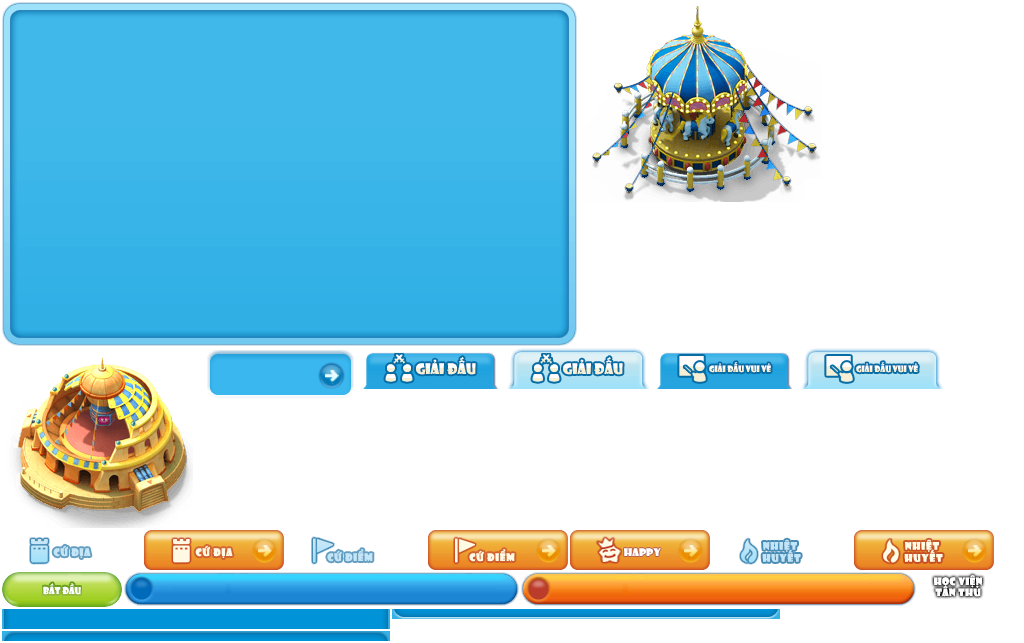 GIẢI ĐẤU
GIẢI ĐẤU
GIẢI ĐẤU VUI VẺ
GIẢI ĐẤU VUI VẺ
CỨ ĐỊA
CỨ ĐỊA
CỨ ĐIỂM
CỨ ĐIỂM
HAPPY
NHIỆT
HUYẾT
NHIỆT
HUYẾT
BẮT ĐẦU
HỌC VIỆN
TÂN THỦ